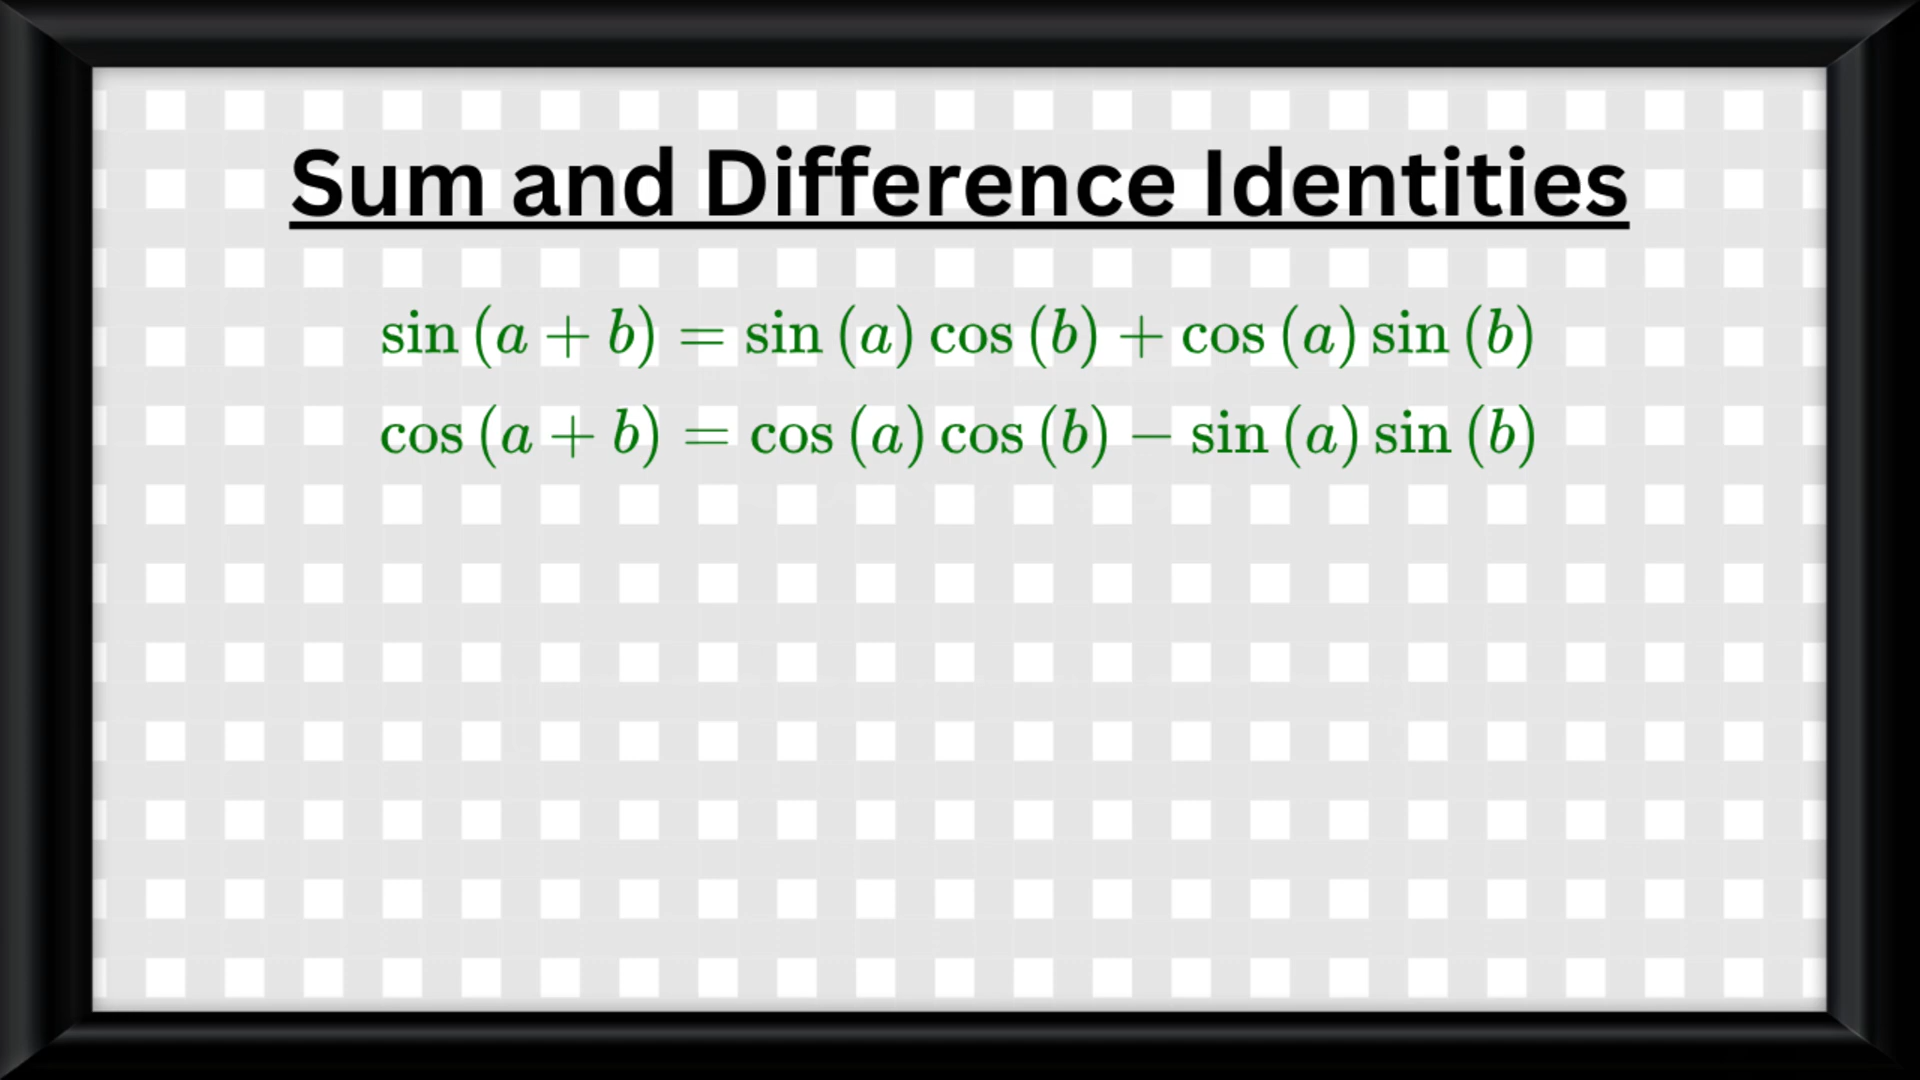 Sum and Difference Identities
sin (a + b) = sin (a) cos (b) + cos (a) sin (b)
cos (a + b) = cos (a) cos (b) − sin (a) sin (b)